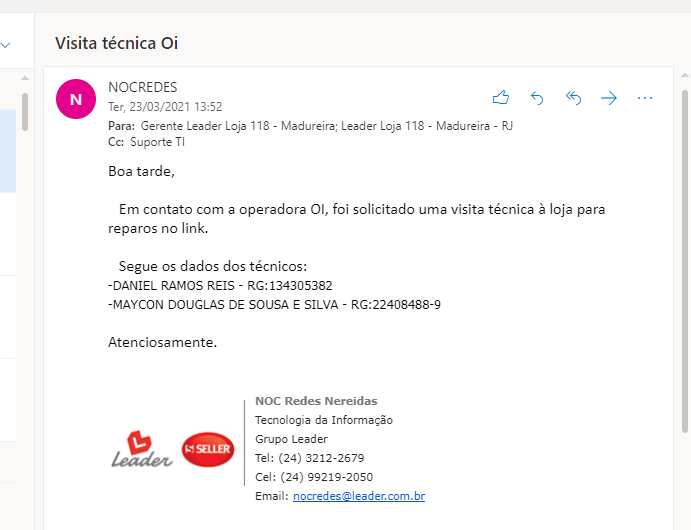 Visita técnica Oi
N
NOCREDES
Ter, 23/03/2021 13:52
Para: Gerente Leader Loja 118 - Madureira; Leader Loja 118 - Madureira - RJ
Cc: Suporte TI
Boa tarde,
Em contato com a operadora OI, foi solicitado uma visita técnica à loja para
reparos no link.
Segue os dados dos técnicos:
-DANIEL RAMOS REIS - RG:134305382
-MAYCON DOUGLAS DE SOUSA E SILVA - RG:22408488-9
Atenciosamente.
NOC Redes Nereidas
Tecnologia da Informação
Grupo Leader
Tel: (24) 3212-2679
Cel: (24) 99219-2050
Email: nocredes@leader.com.br
Leader
SELLER